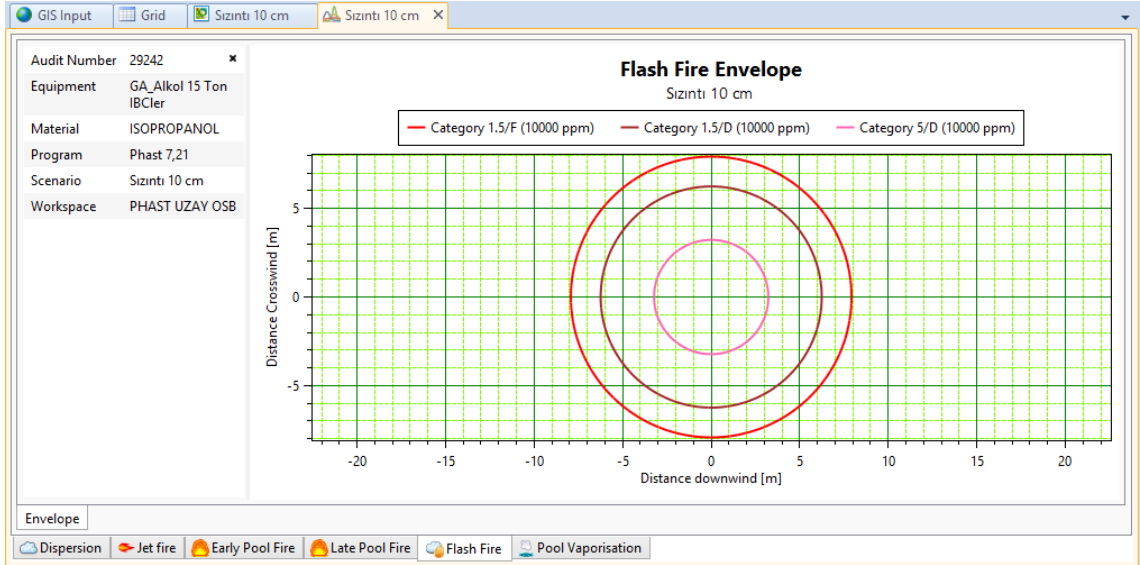 GIS Input Grid Sızıntı 10 cm Sızıntı 10 cm
Audit Number 29242
Equipment GA_Alkol 15 Ton
IBCler
Material ISOPROPANOL
Program Phast 7,21
Scenario Sızıntı 10 cm
Workspace PHAST UZAY OSB
Flash Fire Envelope
Sızıntı 10 cm
Category 1.5/F (10000 ppm) Category 1.5/D (10000 ppm) Category 5/D (10000 ppm)
Distance Crosswind [m]
5
0
-5
-20 -15 -10 -5 0 5 10 15 20
Distance downwind [m]
Envelope
Dispersion Jet fire Early Pool Fire Late Pool Fire Flash Fire Pool Vaporisation